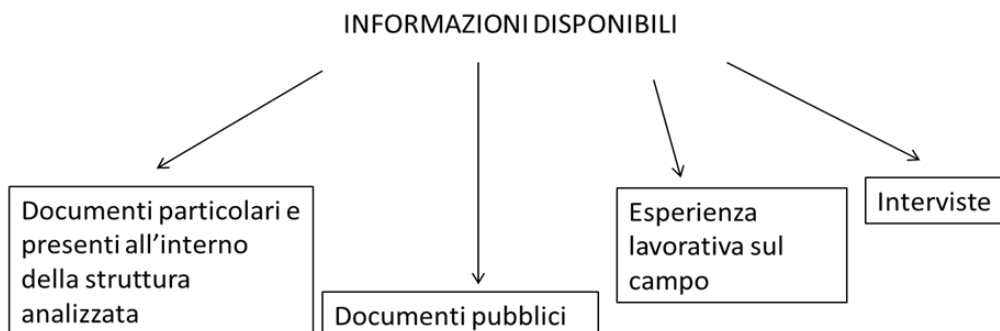 INFORMAZIONI DISPONIBILI
Documenti particolari e
presenti all'interno
della struttura
analizzata
Documenti pubblici
Esperienza
lavorativa sul
campo
Interviste